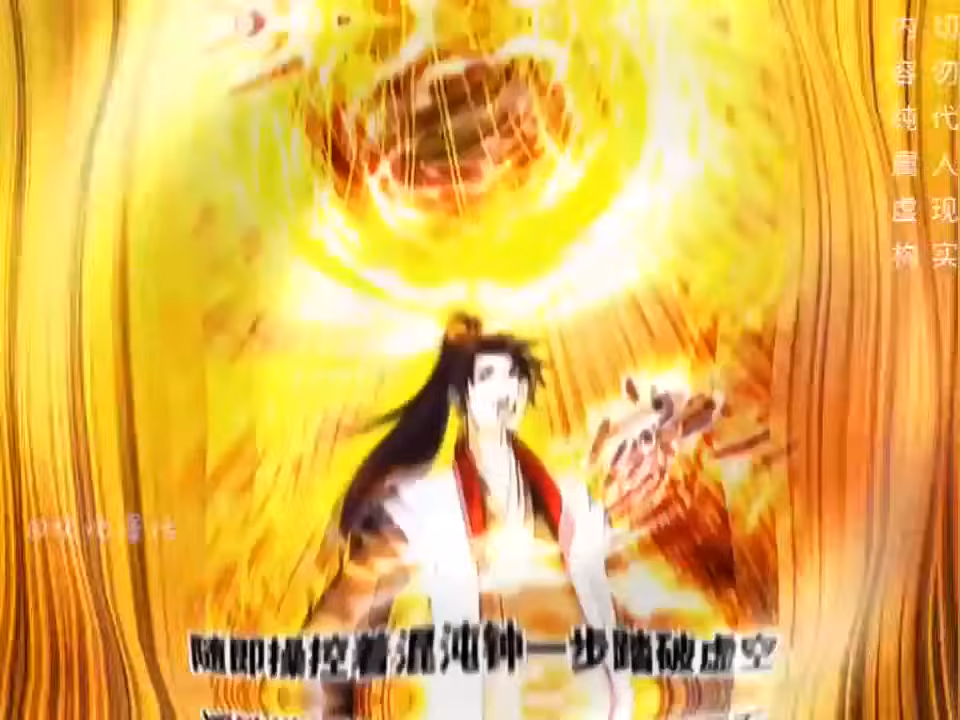 内容纯属虚构
切勿代人现实
随即操控着混沌钟一步踏破虚空